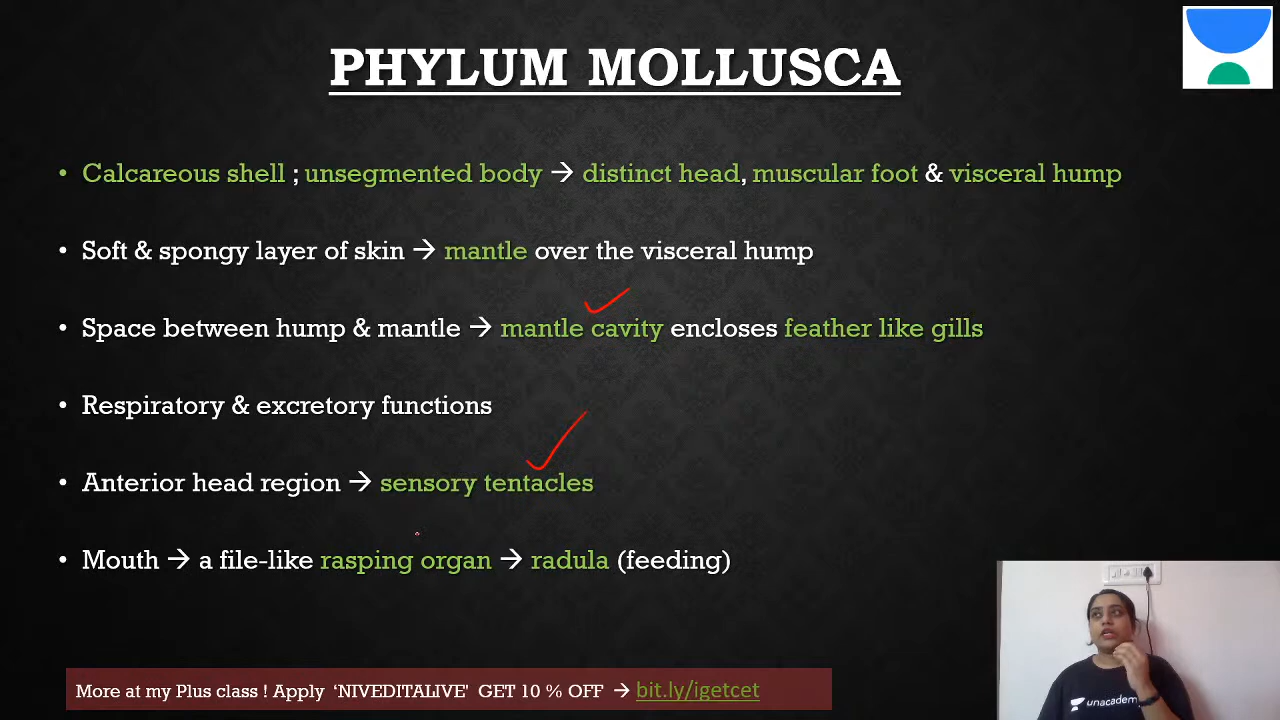 PHYLUM MOLLUSCA
• Calcareous shell ; unsegmented body → distinct head, muscular foot & visceral hump
• Soft & spongy layer of skin → mantle over the visceral hump
• Space between hump & mantle → mantle cavity encloses feather like gills
• Respiratory & excretory functions
• Anterior head region → sensory tentacles
• Mouth → a file-like rasping organ → radula (feeding)
More at my Plus class ! Apply 'NIVEDITALIVE' GET 10 % OFF → bit.ly/igetcet
unacademy